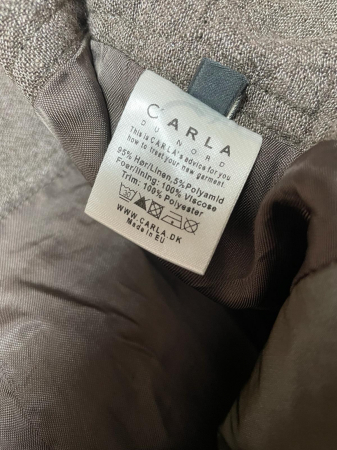 CARLA
DU NORD
This is CARLA's advice for you
how to treat your new garment
95% Hør/Linen, 5% Polyamid
Foer/lining: 100% Viscose
Trim: 100% Polyester
WWW.CARLA.DK
Made in EU